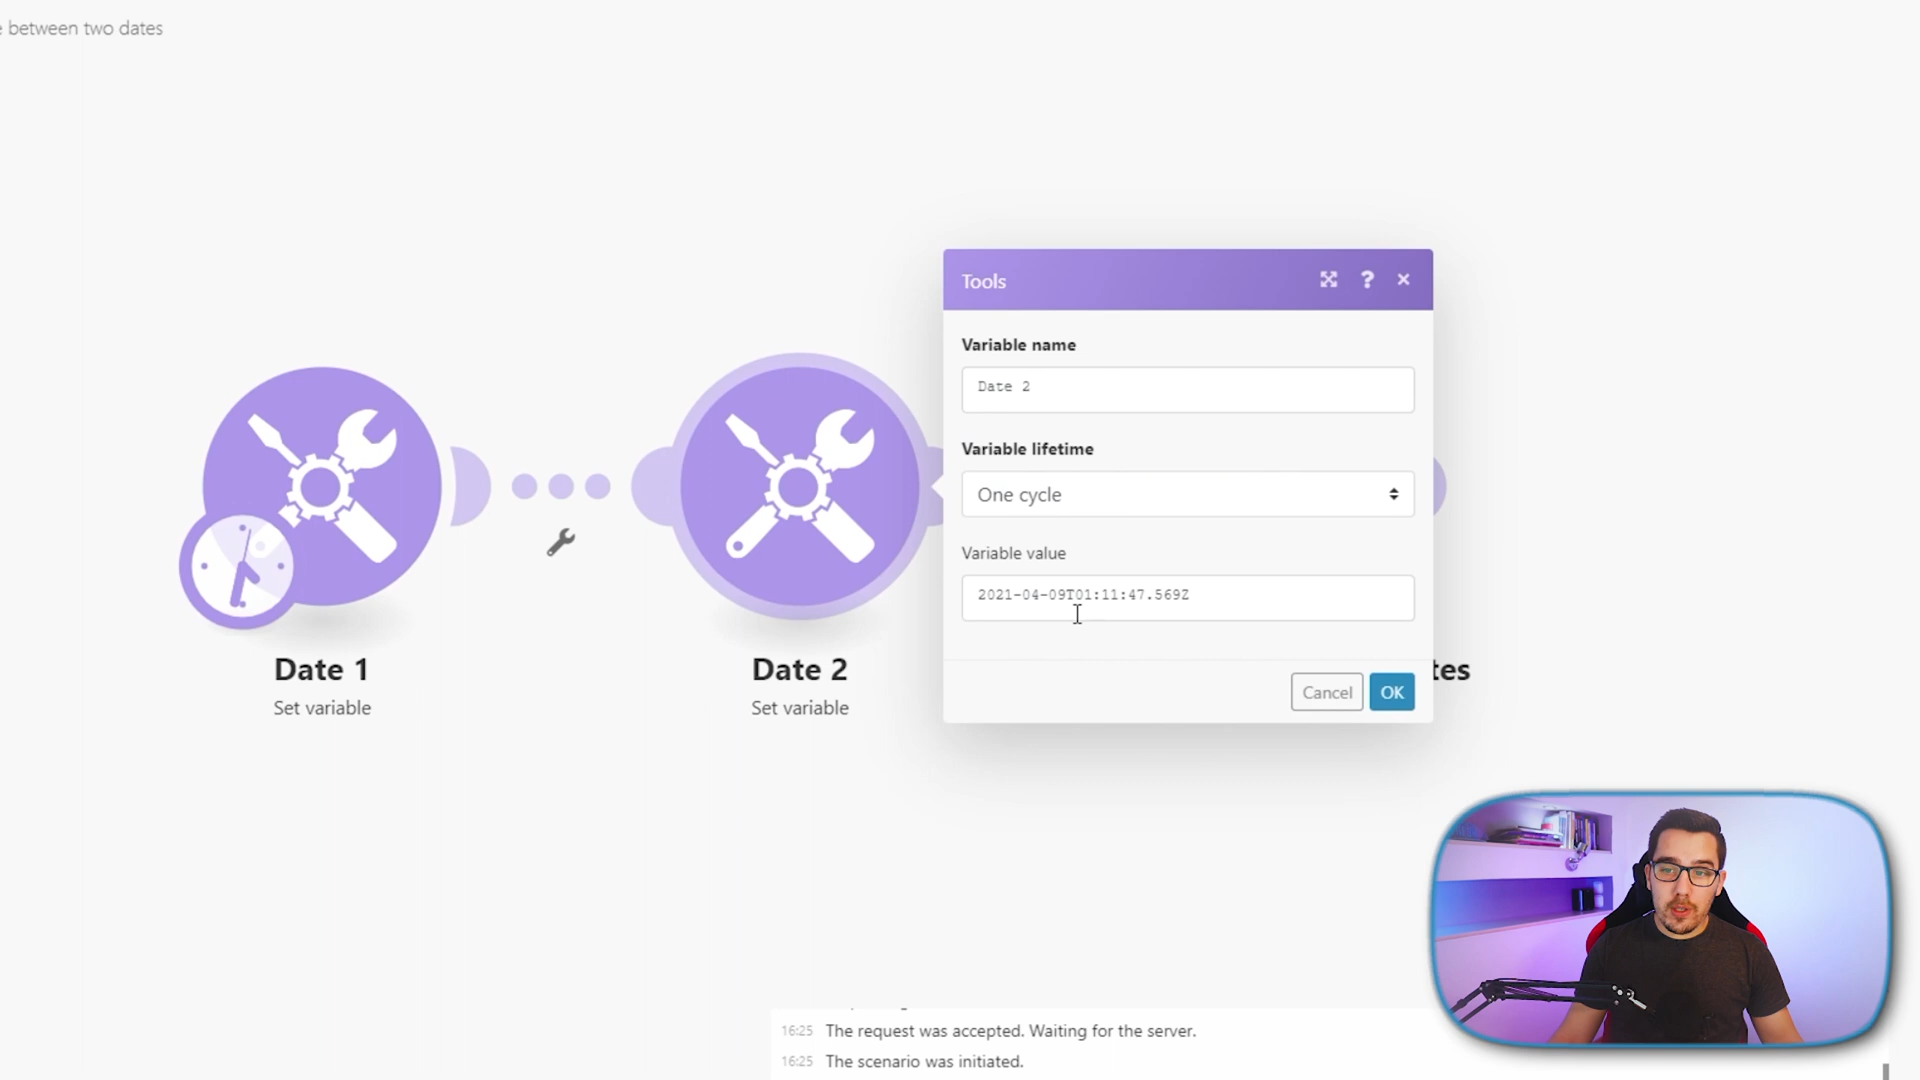 between two dates
Tools
?
Variable name
Date 2
Variable lifetime
One cycle
Variable value
2021-04-09T01:11:47.569Z
Cancel
OK
Date 1
Set variable
Date 2
Set variable
tes
16:25 The request was accepted. Waiting for the server.
16:25 The scenario was initiated.